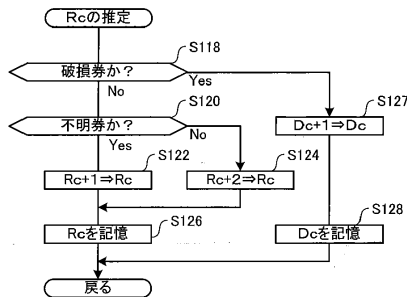 Rcの推定
S118
破損券か?
Yes
No
S120
S127
不明券か?
No
Dc+1⇒Dc
Yes
S122
S124
Rc+1⇒Rc
Rc+2⇒Rc
S126
S128
Rcを記憶
Dcを記憶
戻る